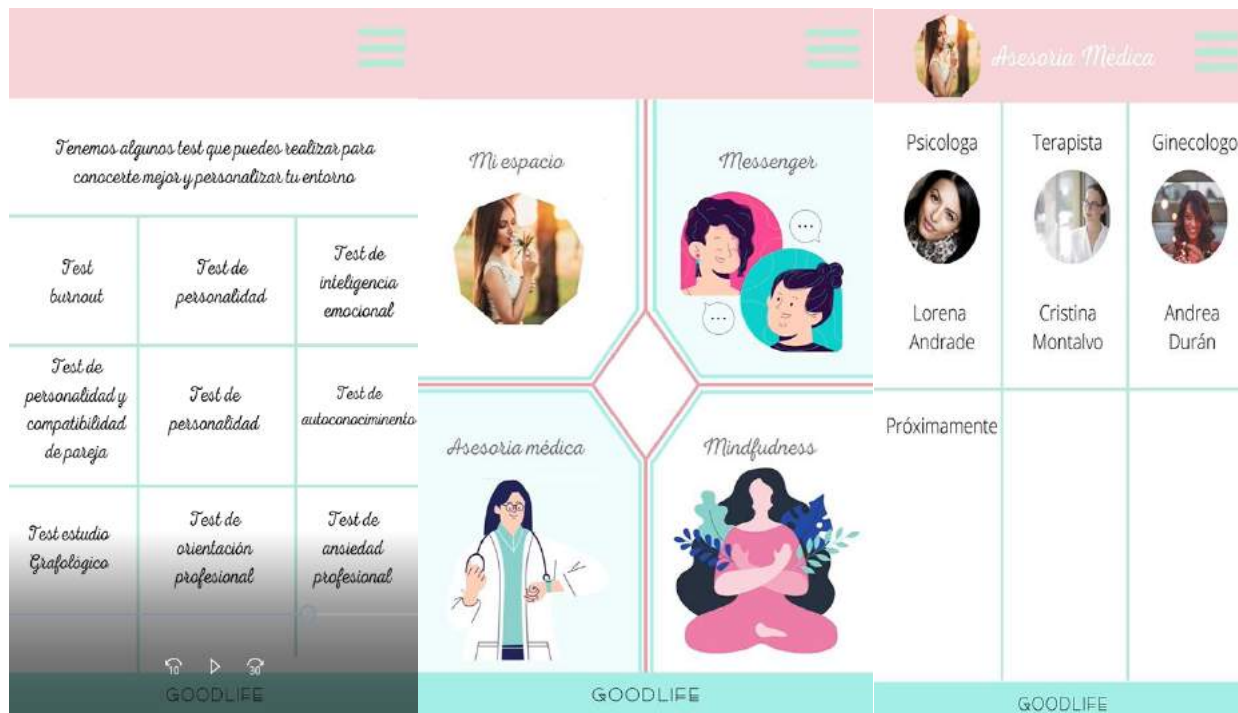 Tenemos algunos test que puedes realizar para
conocerte mejor y personalizar tu entorno
Test
burnout
Test de
personalidad
Test de
inteligencia
emocional
Test de
personalidad y
compatibilidad
de pareja
Test de
personalidad
Test de
autoconociminento
Test estudio
Grafológico
Test de
orientación
profesional
Test de
ansiedad
profesional
10
30
GOODLIFE
Mi espacio
Messenger
Asesoria médica
Mindfudness
GOODLIFE
Asesoria Médica
Psicologa
Lorena
Andrade
Terapista
Cristina
Montalvo
Ginecologo
Andrea
Durán
Próximamente
GOODLIFE